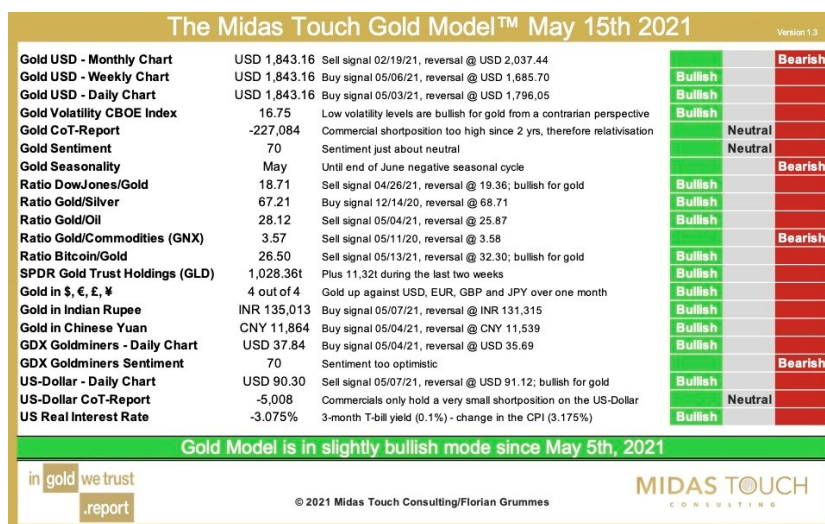 The Midas Touch Gold Model™ May 15th 2021
Version 1.3
Gold USD - Monthly Chart USD 1,843.16 Sell signal 02/19/21, reversal @ USD 2,037.44 Bearish
Gold USD - Weekly Chart USD 1,843.16 Buy signal 05/06/21, reversal @ USD 1,685.70 Bullish
Gold USD - Daily Chart USD 1,843.16 Buy signal 05/03/21, reversal @ USD 1,796,05 Bullish
Gold Volatility CBOE Index 16.75 Low volatility levels are bullish for gold from a contrarian perspective Bullish
Gold CoT-Report -227,084 Commercial shortposition too high since 2 yrs, therefore relativisation Neutral
Gold Sentiment 70 Sentiment just about neutral Neutral
Gold Seasonality May Until end of June negative seasonal cycle Bearish
Ratio DowJones/Gold 18.71 Sell signal 04/26/21, reversal @ 19.36; bullish for gold Bullish
Ratio Gold/Silver 67.21 Buy signal 12/14/20, reversal @ 68.71 Bullish
Ratio Gold/Oil 28.12 Sell signal 05/04/21, reversal @ 25.87 Bullish
Ratio Gold/Commodities (GNX) 3.57 Sell signal 05/11/20, reversal @ 3.58 Bearish
Ratio Bitcoin/Gold 26.50 Sell signal 05/13/21, reversal @ 32.30; bullish for gold Bullish
SPDR Gold Trust Holdings (GLD) 1,028.36t Plus 11,32t during the last two weeks Bullish
Gold in $, €, £, ¥ 4 out of 4 Gold up against USD, EUR, GBP and JPY over one month Bullish
Gold in Indian Rupee INR 135,013 Buy signal 05/07/21, reversal @ INR 131,315 Bullish
Gold in Chinese Yuan CNY 11,864 Buy signal 05/04/21, reversal @ CNY 11,539 Bullish
GDX Goldminers - Daily Chart USD 37.84 Buy signal 05/04/21, reversal @ USD 35.69 Bullish
GDX Goldminers Sentiment 70 Sentiment too optimistic Bearish
US-Dollar - Daily Chart USD 90.30 Sell signal 05/07/21, reversal @ USD 91.12; bullish for gold Bullish
US-Dollar CoT-Report -5,008 Commercials only hold a very small shortposition on the US-Dollar Neutral
US Real Interest Rate -3.075% 3-month T-bill yield (0.1%) - change in the CPI (3.175%) Bullish
Gold Model is in slightly bullish mode since May 5th, 2021
in gold we trust
.report
© 2021 Midas Touch Consulting/Florian Grummes
MIDAS TOUCH
CONSULTING